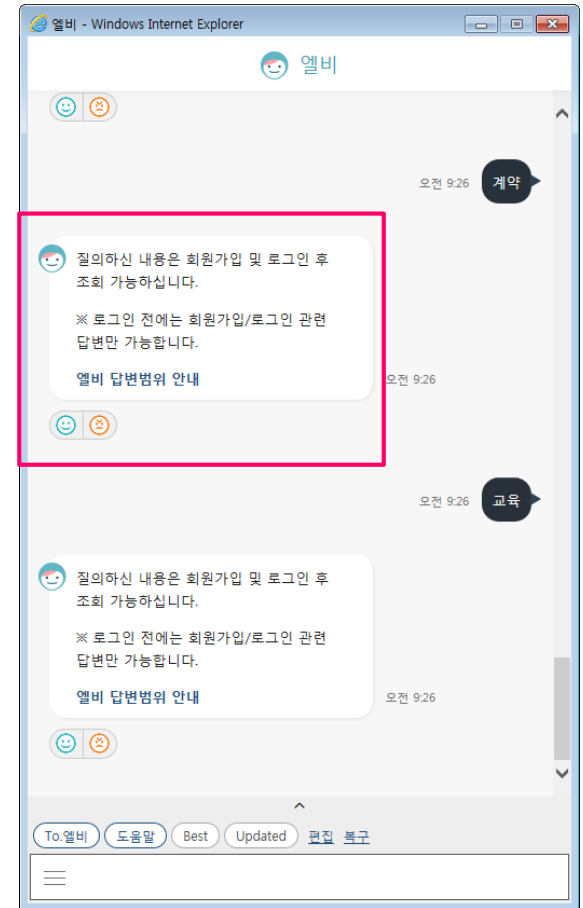 엘비 - Windows Internet Explorer
엘비
오전 9:26
계약
질의하신 내용은 회원가입 및 로그인 후
조회 가능하십니다.
※ 로그인 전에는 회원가입/로그인 관련
답변만 가능합니다.
엘비 답변범위 안내
오전 9:26
오전 9:26
교육
질의하신 내용은 회원가입 및 로그인 후
조회 가능하십니다.
※ 로그인 전에는 회원가입/로그인 관련
답변만 가능합니다.
엘비 답변범위 안내
오전 9:26
To.엘비 도움말 Best Updated 편집 복구